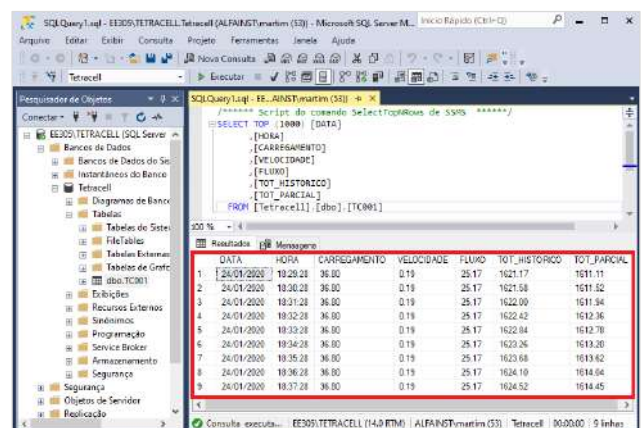 SQLQuery1.sql - EE305\TETRACELL.Tetracell (ALFAINST\martim (53)) - Microsoft SQL Server M...
Início Rápido (Ctrl+Q)
Arquivo Editar Exibir Consulta Projeto Ferramentas Janela Ajuda
Nova Consulta
Tetracell
Executar
Pesquisador de Objetos
Conectar
EE305\TETRACELL (SQL Server
Bancos de Dados
Bancos de Dados do Sis
Instantâneos do Banco
Tetracell
Diagramas de Banco
Tabelas
Tabelas do Sister
FileTables
Tabelas Externas
Tabelas de Grafo
dbo.TC001
Exibições
Recursos Externos
Sinônimos
Programação
Service Broker
Armazenamento
Segurança
Segurança
Objetos de Servidor
Replicação
SQLQuery1.sql - EE...AINST\martim (53))
/****** Script do comando SelectTopNRows de SSMS ******/
SELECT TOP (1000) [DATA]
,[HORA]
,[CARREGAMENTO]
,[VELOCIDADE]
,[FLUXO]
,[TOT_HISTORICO]
,[TOT_PARCIAL]
FROM [Tetracell].[dbo].[TC001]
100 %
Resultados Mensagens
DATA HORA CARREGAMENTO VELOCIDADE FLUXO TOT_HISTORICO TOT_PARCIAL
1 24/01/2020 18:29:28 36.80 0.19 25.17 1621.17 1611.11
2 24/01/2020 18:30:28 36.80 0.19 25.17 1621.58 1611.52
3 24/01/2020 18:31:28 36.80 0.19 25.17 1622.00 1611.94
4 24/01/2020 18:32:28 36.80 0.19 25.17 1622.42 1612.36
5 24/01/2020 18:33:28 36.80 0.19 25.17 1622.84 1612.78
6 24/01/2020 18:34:28 36.80 0.19 25.17 1623.26 1613.20
7 24/01/2020 18:35:28 36.80 0.19 25.17 1623.68 1613.62
8 24/01/2020 18:36:28 36.80 0.19 25.17 1624.10 1614.04
9 24/01/2020 18:37:28 36.80 0.19 25.17 1624.52 1614.45
Consulta executa... EE305\TETRACELL (14.0 RTM) ALFAINST\martim (53) Tetracell 00:00:00 9 linhas